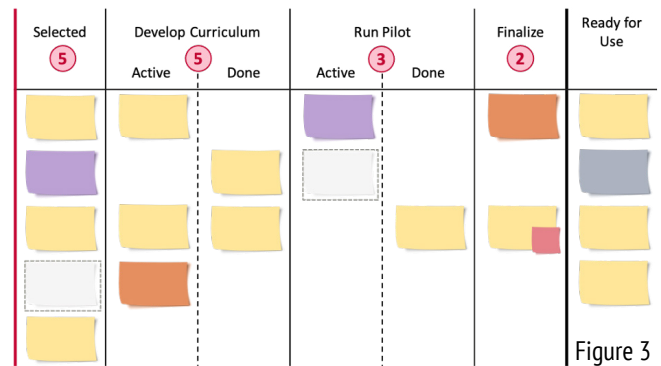 Selected
Develop Curriculum
Run Pilot
Finalize
Ready for
Use
5
5
3
2
Active
Done
Active
Done
Figure 3